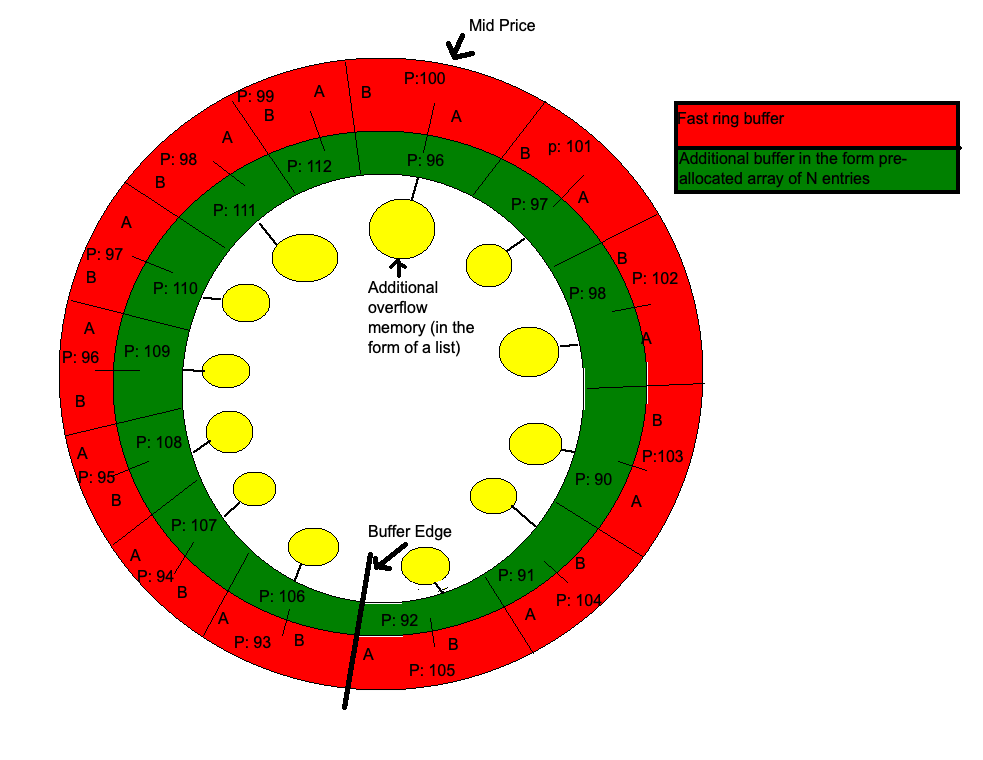 Mid Price
P:100
P: 99
A
B
A
B
A
B
p: 101
A
P: 98
B
A
B
P: 102
A
P: 97
B
A
P: 96
B
B
P:103
A
A
P: 95
B
B
P: 104
A
A
P: 94
B
A
P: 93
B
A
B
P: 105
P: 112
P: 96
P: 97
P: 98
P: 111
P: 110
P: 109
P: 108
P: 107
P: 106
P: 92
P: 91
P: 90
Additional
overflow
memory (in the
form of a list)
Buffer Edge
Fast ring buffer
Additional buffer in the form pre-
allocated array of N entries